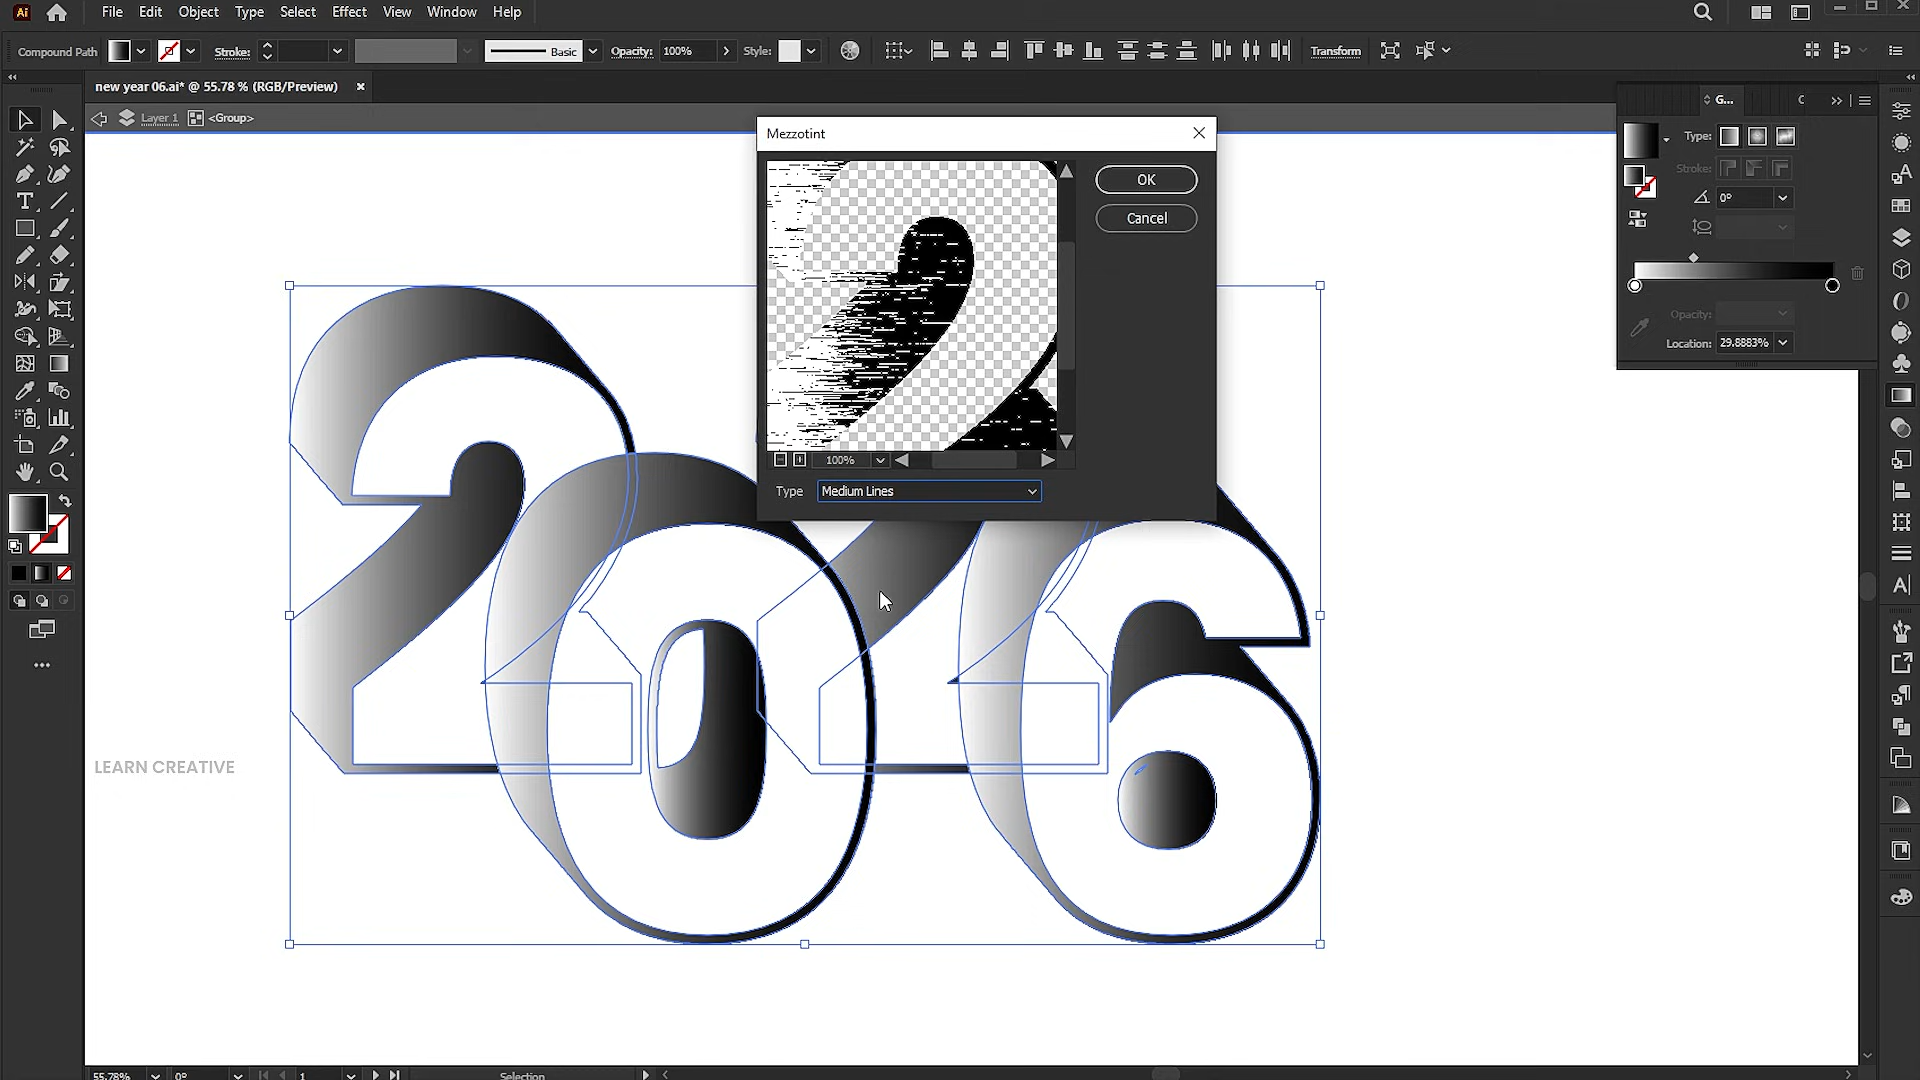 Ai File Edit Object Type Select Effect View Window Help
Compound Path Stroke: Basic Opacity: 100% Style: Transform
new year 06.ai* @ 55.78 % (RGB/Preview)
Layer 1 <Group>
Mezzotint
OK
Cancel
100%
Type Medium Lines
G...
Type:
Stroke:
0°
Opacity:
Location: 29.8883%
2026
LEARN CREATIVE
55.78% 0° 1 Selection